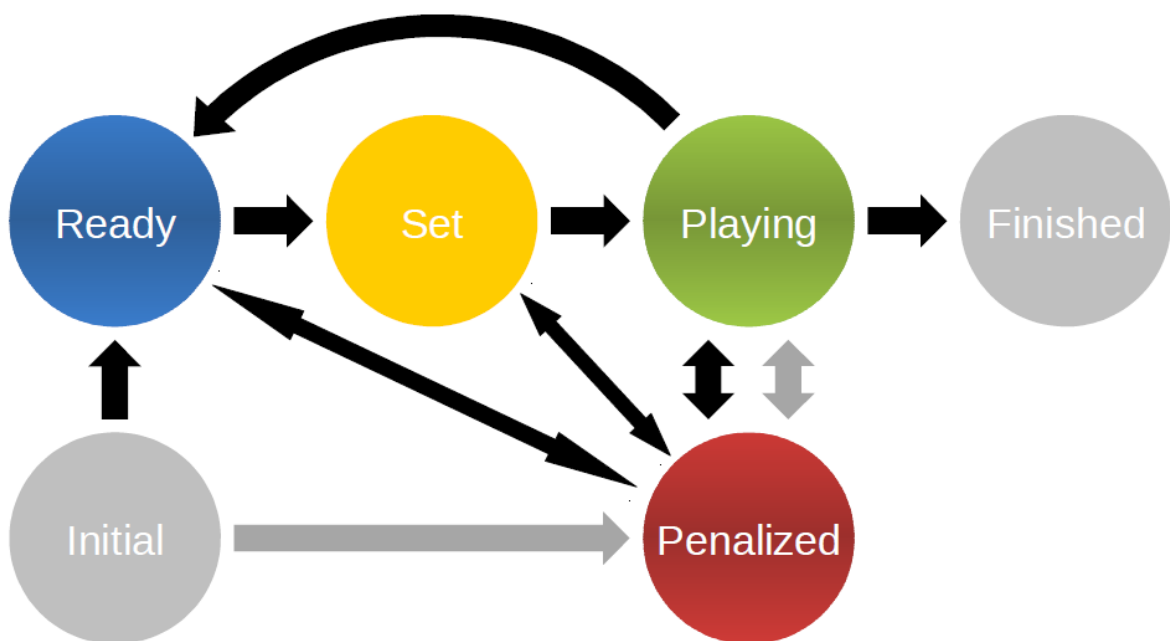 Ready
Set
Playing
Finished
Initial
Penalized